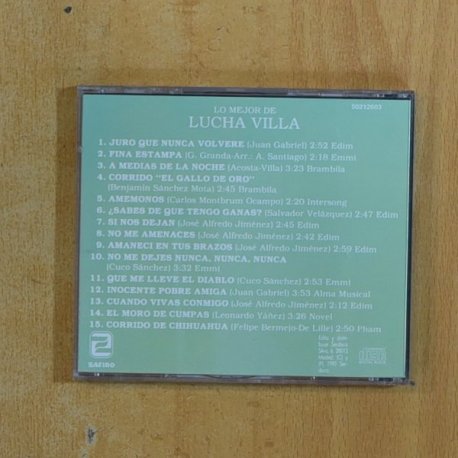 50212003
LO MEJOR DE
LUCHA VILLA
1. JURO QUE NUNCA VOLVERE (Juan Gabriel) 2:52 Edim
2. FINA ESTAMPA (G. Grunda-Arr.: A. Santiago) 2:18 Emmi
3. A MEDIAS DE LA NOCHE (Acosta-Villa) 3:23 Brambila
4. CORRIDO "EL GALLO DE ORO"
(Benjamín Sánchez Mota) 2:45 Brambila
5. AMEMONOS (Carlos Montbrum Ocampo) 2:20 Intersong
6. ¿SABES DE QUE TENGO GANAS? (Salvador Velázquez) 2:47 Edim
7. SI NOS DEJAN (José Alfredo Jiménez) 2:45 Edim
8. NO ME AMENACES (José Alfredo Jiménez) 2:42 Edim
9. AMANECI EN TUS BRAZOS (José Alfredo Jiménez) 2:59 Edim
10. NO ME DEJES NUNCA, NUNCA, NUNCA
(Cuco Sánchez) 3:32 Emmi
11. QUE ME LLEVE EL DIABLO (Cuco Sánchez) 2:53 Emmi
12. INOCENTE POBRE AMIGA (Juan Gabriel) 3:53 Alma Musical
13. CUANDO VIVAS CONMIGO (José Alfredo Jiménez) 2:12 Edim
14. EL MORO DE CUMPAS (Leonardo Yáñez) 3:26 Novel
15. CORRIDO DE CHIHUAHUA (Felipe Bermejo-De Lille) 2:50 Pham
ZAFIRO